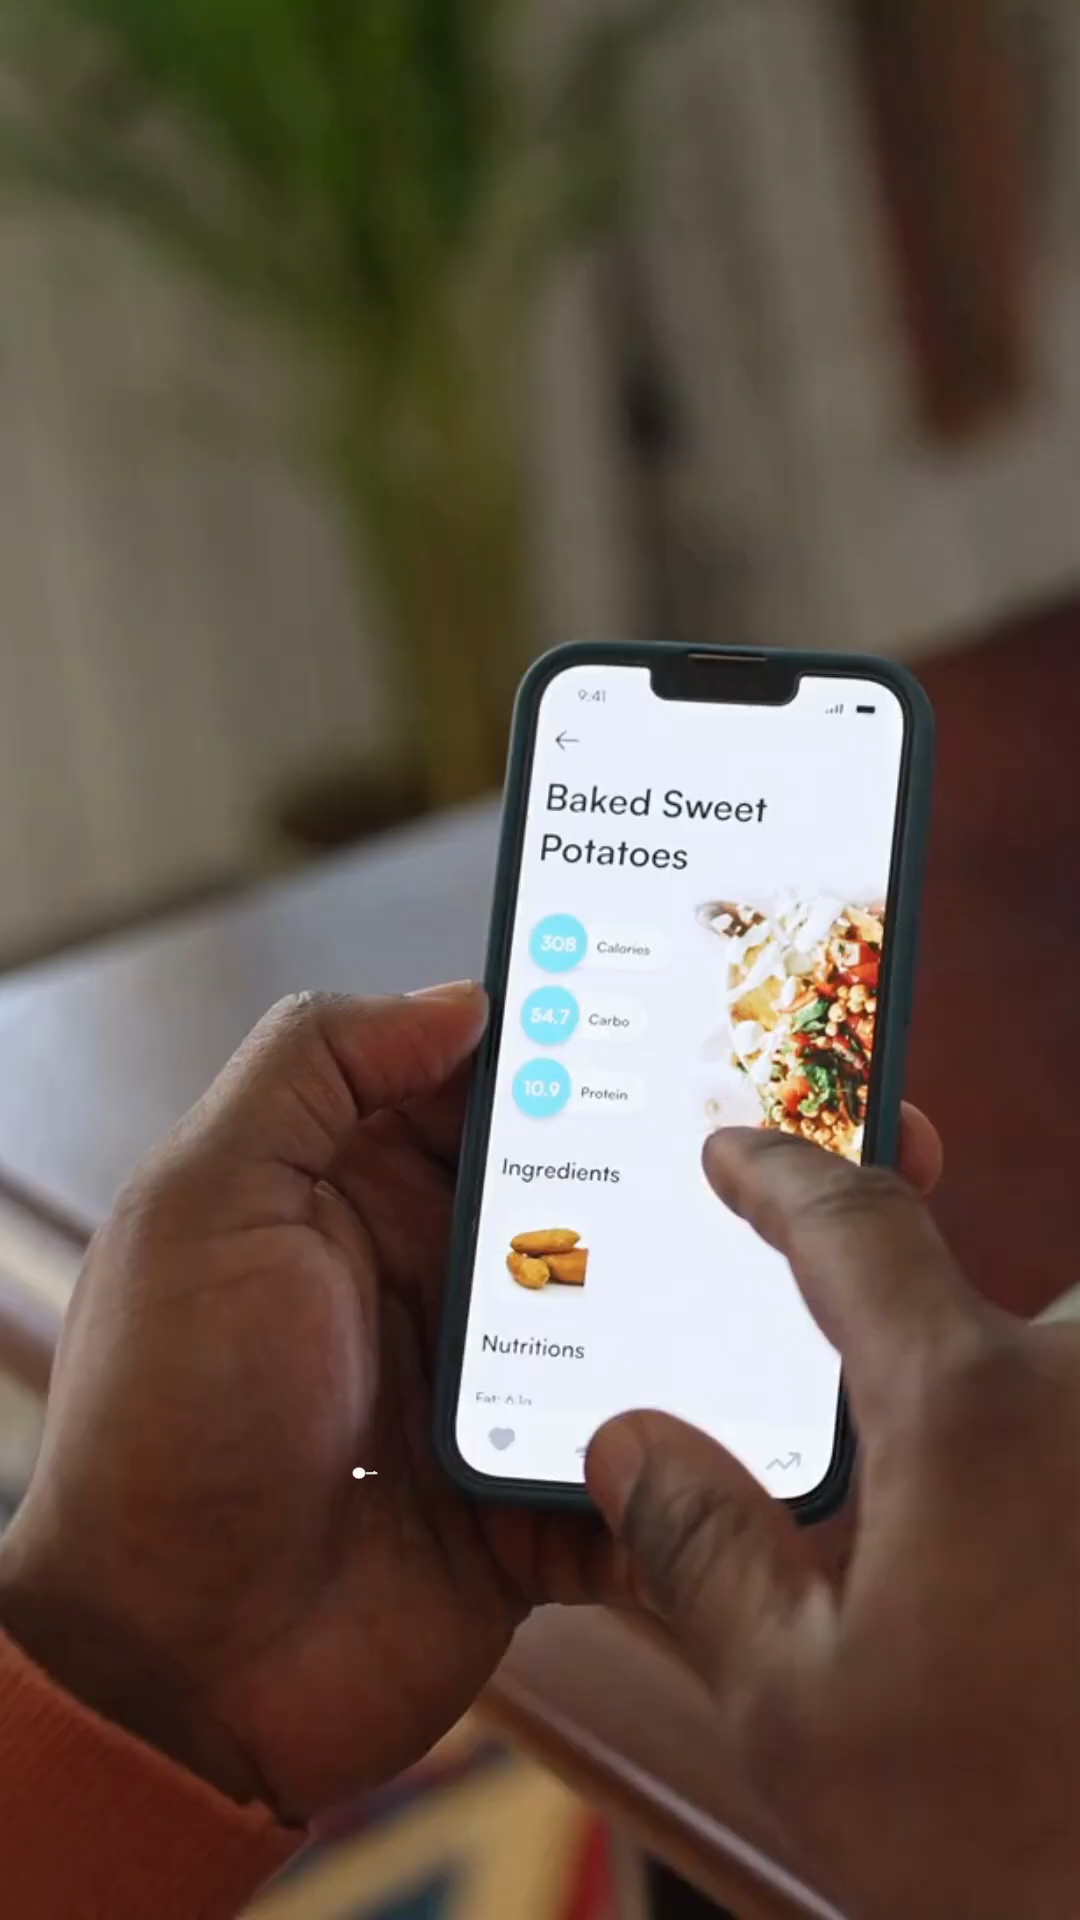 9:41
Baked Sweet
Potatoes
308 Calories
54.7 Carbo
10.9 Protein
Ingredients
Nutritions